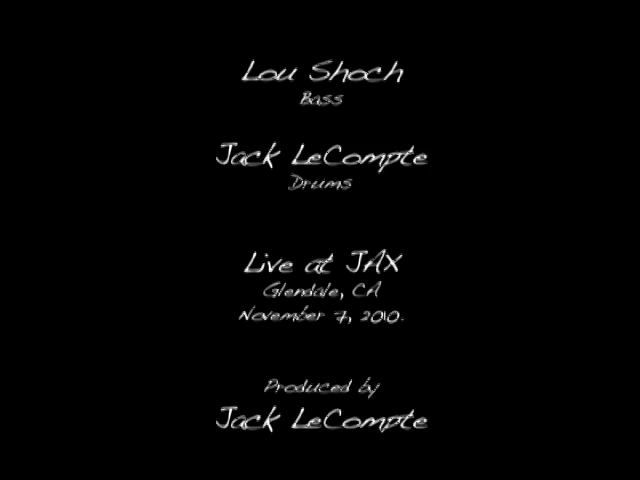 Lou Shoch
Bass
Jack LeCompte
Drums
Live at JAX
Glendale, CA
November 7, 2010.
Produced by
Jack LeCompte